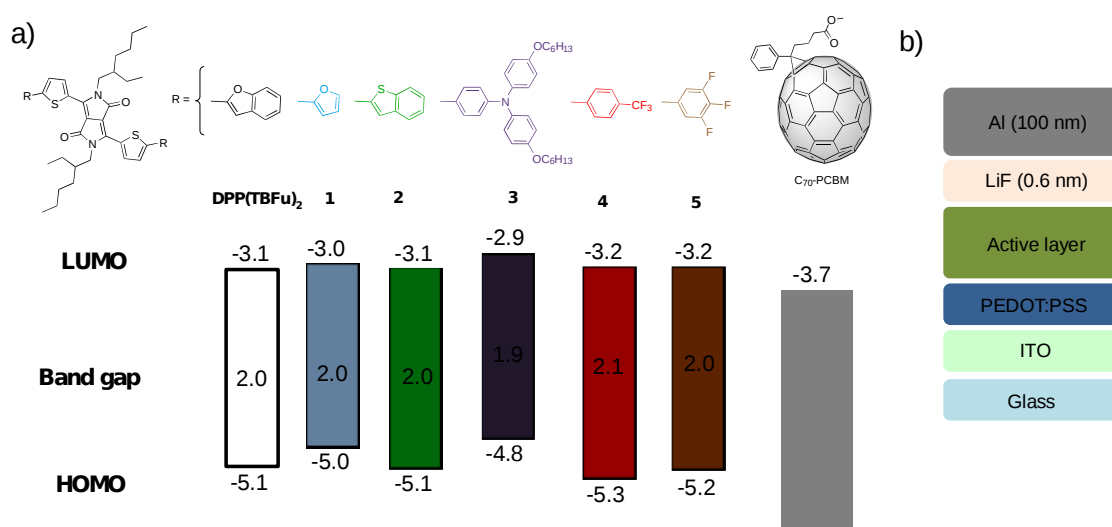 a)
b)
R
N
O
S
O
N
S
R
R=
O
O
S
N
OC₆H₁₃
OC₆H₁₃
CF₃
F
F
F
O
O
C₇₀-PCBM
DPP(TBFu)₂
1
2
3
4
5
LUMO
-3.1
-3.0
-3.1
-2.9
-3.2
-3.2
-3.7
Band gap
2.0
2.0
2.0
1.9
2.1
2.0
HOMO
-5.1
-5.0
-5.1
-4.8
-5.3
-5.2
Al (100 nm)
LiF (0.6 nm)
Active layer
PEDOT:PSS
ITO
Glass